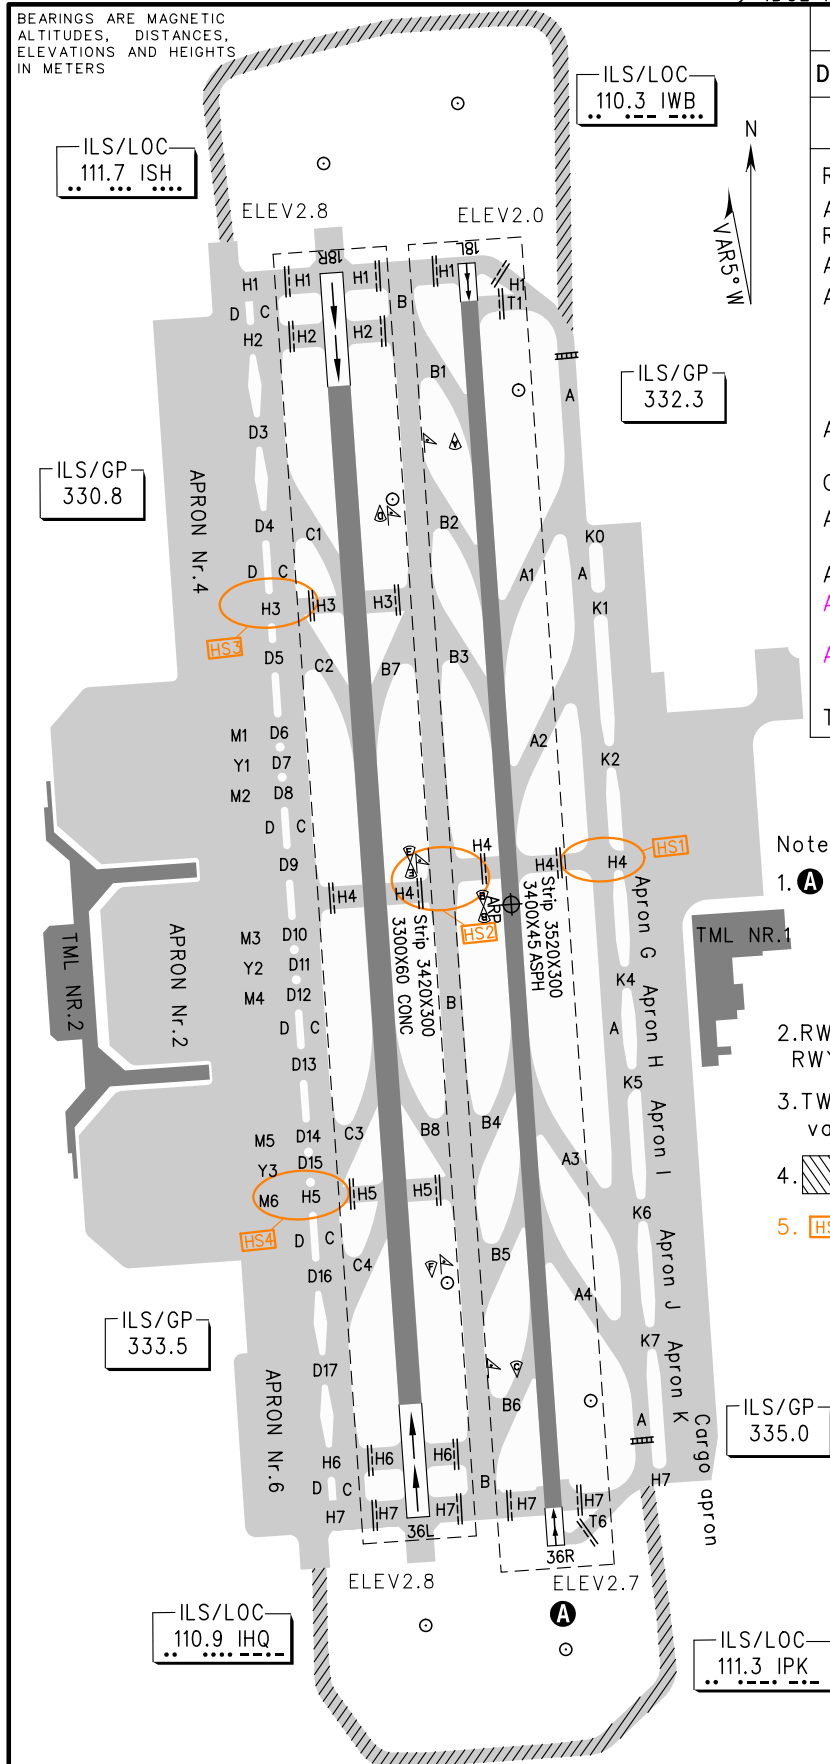 BEARINGS ARE MAGNETIC
ALTITUDES, DISTANCES,
ELEVATIONS AND HEIGHTS
IN METERS
ILS/LOC
110.3 IWB
D
N
VAR5° W
ILS/LOC
111.7 ISH
ELEV2.8
ELEV2.0
R
A
R
A
A
18R
18L
H1
H1
H1
H1
H1
T1
D
C
B
H2
H2
H2
B1
A
ILS/GP
332.3
A
D3
ILS/GP
330.8
APRON Nr.4
C
A
D4
C1
B2
K0
D
C
A1
A
A
H3
H3
H3
K1
A
HS3
D5
C2
B7
B3
A
T
M1
D6
Y1
D7
M2
D8
A2
K2
D
C
D9
H4
H4
H4
H4
H4
HS1
HS2
ARP
Note
1. A
Strip 3420X300
3300X60 CONC
Strip 3520X300
3400X45 ASPH
Apron G
TML NR.1
M3
D10
Y2
D11
M4
D12
TML NR.2
APRON Nr.2
D
C
B
K4
A
Apron H
2.RW
RWY
D13
K5
3.TW
va
M5
D14
C3
B8
B4
Apron I
Y3
D15
A3
M6
H5
H5
H5
4.
HS4
D
C
K6
5. HS
D16
C4
B5
Apron J
A4
ILS/GP
333.5
K7
D17
APRON Nr.6
B6
Apron K
A
ILS/GP
335.0
Cargo apron
H6
H6
H6
D
C
B
H7
H7
H7
H7
H7
H7
T6
36L
36R
ELEV2.8
ELEV2.7
A
ILS/LOC
110.9 IHQ
ILS/LOC
111.3 IPK